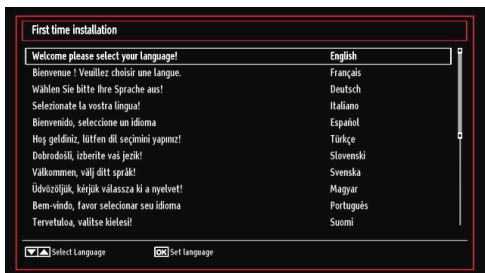 First time installation
Welcome please select your language! English
Bienvenue ! Veuillez choisir une langue. Français
Wählen Sie bitte Ihre Sprache aus! Deutsch
Selezionate la vostra lingua! Italiano
Bienvenido, seleccione un idioma Español
Hoş geldiniz, lütfen dil seçimini yapınız! Türkçe
Dobrodošli, izberite vaš jezik! Slovenski
Välkommen, välj ditt språk! Svenska
Üdvözöljük, kérjük válassza ki a nyelvet! Magyar
Bem-vindo, favor selecionar seu idioma Português
Tervetuloa, valitse kielesi! Suomi
Select Language OK Set language